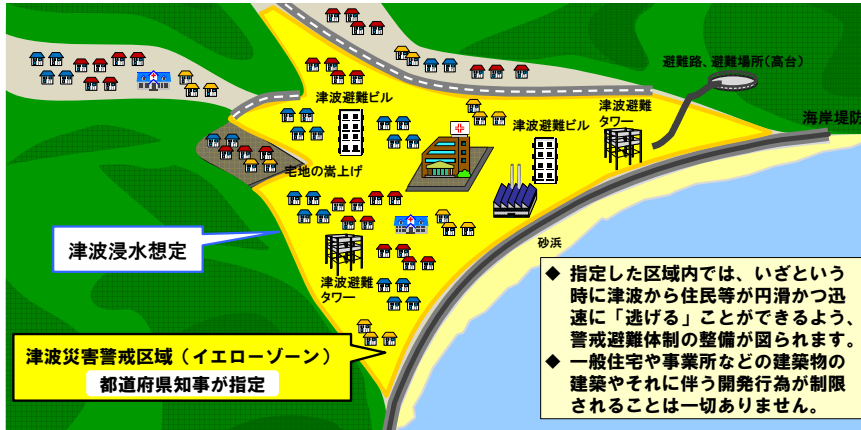 避難路、避難場所（高台）
津波避難ビル
津波避難
タワー
津波避難ビル
海岸堤防
宅地の嵩上げ
津波浸水想定
砂浜
津波避難
タワー
津波災害警戒区域（イエローゾーン）
都道府県知事が指定
◆ 指定した区域内では、いざという
時に津波から住民等が円滑かつ迅
速に「逃げる」ことができるよう、
警戒避難体制の整備が図られます。
◆ 一般住宅や事業所などの建築物の
建築やそれに伴う開発行為が制限
されることは一切ありません。